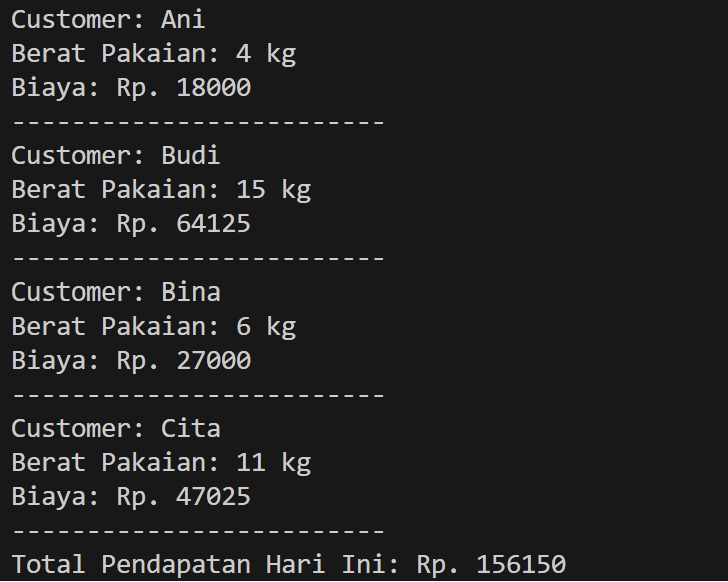 Customer: Ani
Berat Pakaian: 4 kg
Biaya: Rp. 18000
-------------------------
Customer: Budi
Berat Pakaian: 15 kg
Biaya: Rp. 64125
-------------------------
Customer: Bina
Berat Pakaian: 6 kg
Biaya: Rp. 27000
-------------------------
Customer: Cita
Berat Pakaian: 11 kg
Biaya: Rp. 47025
-------------------------
Total Pendapatan Hari Ini: Rp. 156150